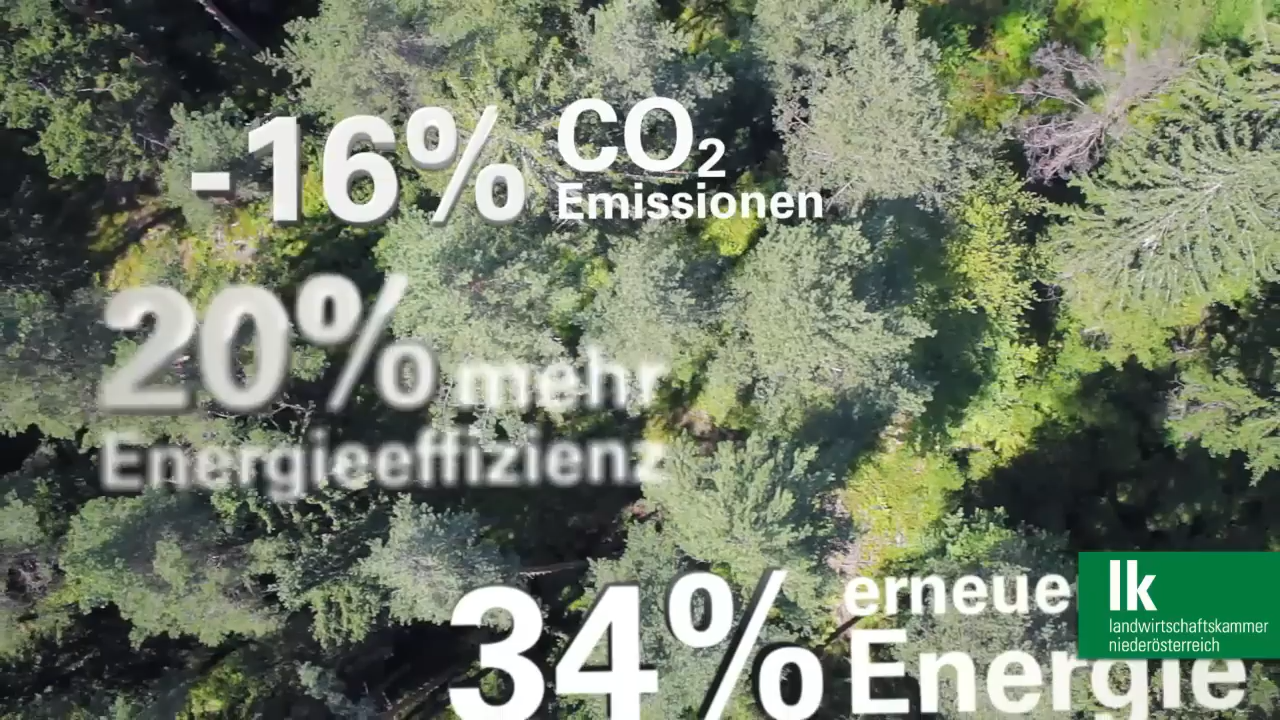 -16% CO₂
Emissionen
20% mehr
Energieeffizienz
34% erneue
Energie
lk
landwirtschaftskammer
niederösterreich